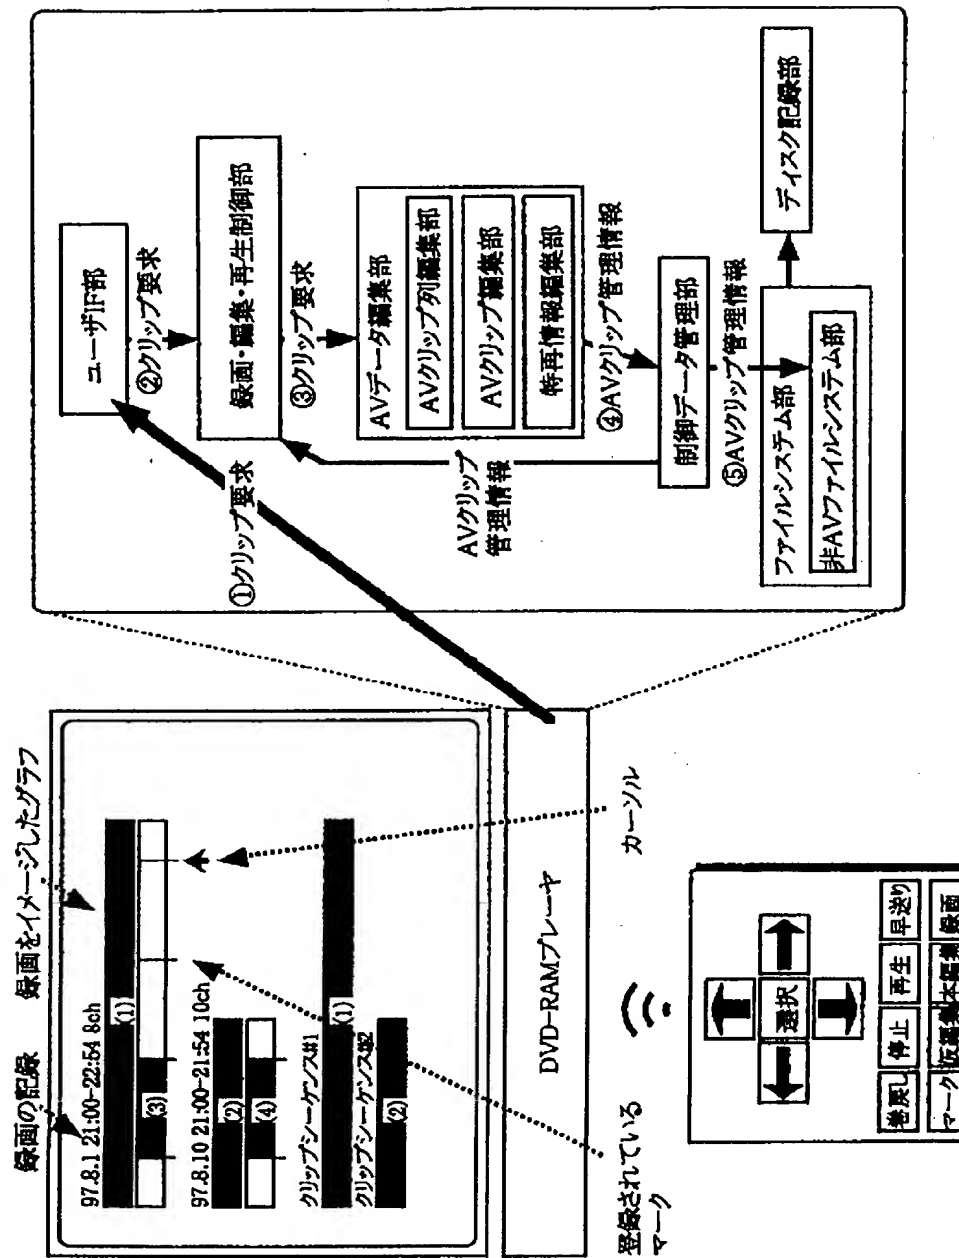 録画の記録
録画をイメージしたグラフ
97.8.1 21:00-22:54 8ch
(1)
(3)
97.8.10 21:00-21:54 10ch
(2)
(4)
クリップシーケンス#1
(1)
クリップシーケンス#2
(2)
DVD-RAMプレーヤ
登録されている
マーク
カーソル
選択
巻戻し
停止
再生
早送り
マーク
仮編集
本編集
録画
ユーザIF部
①クリップ要求
②クリップ要求
録画・編集・再生制御部
③クリップ要求
AVデータ編集部
AVクリップ列編集部
AVクリップ編集部
特再情報編集部
AVクリップ
管理情報
④AVクリップ管理情報
制御データ管理部
⑤AVクリップ管理情報
ファイルシステム部
非AVファイルシステム部
ディスク記録部